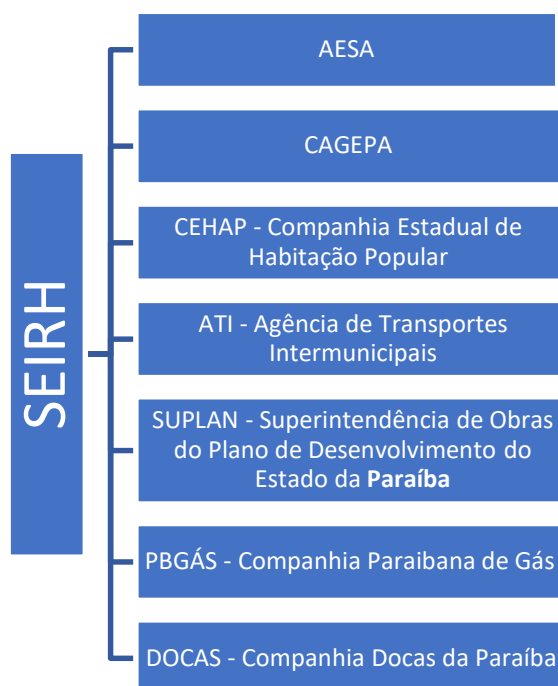 SEIRH
AESA
CAGEPA
CEHAP - Companhia Estadual de
Habitação Popular
ATI - Agência de Transportes
Intermunicipais
SUPLAN - Superintendência de Obras
do Plano de Desenvolvimento do
Estado da Paraíba
PBGÁS - Companhia Paraibana de Gás
DOCAS - Companhia Docas da Paraíba